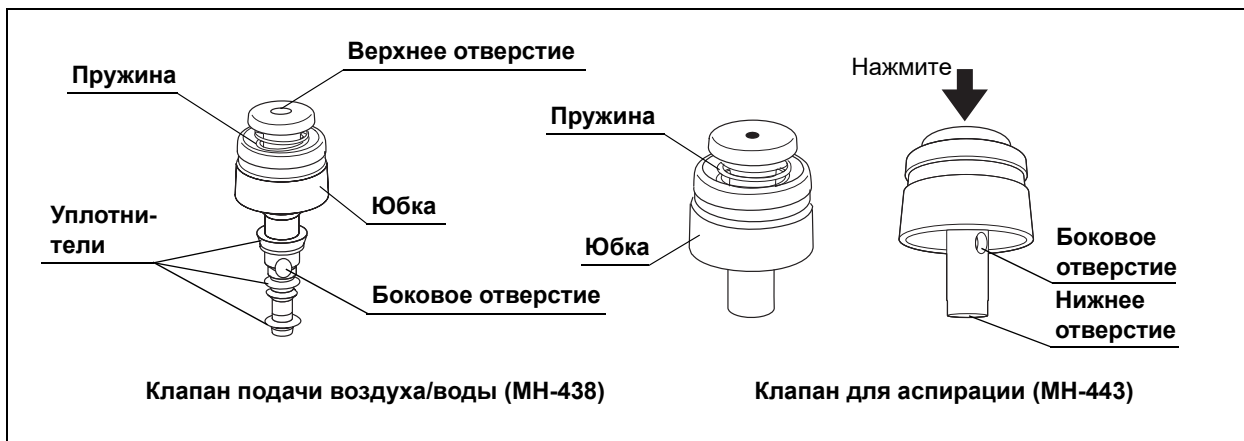 Верхнее отверстие
Пружина
Юбка
Уплотни-
тели
Боковое отверстие
Клапан подачи воздуха/воды (MH-438)
Нажмите
Пружина
Юбка
Боковое
отверстие
Нижнее
отверстие
Клапан для аспирации (MH-443)